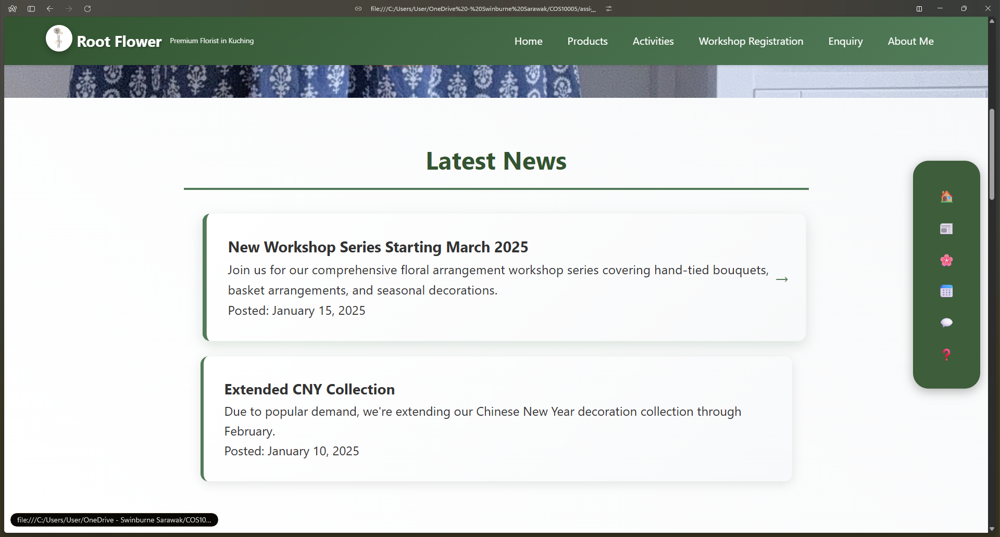 file:///C:/Users/User/OneDrive%20-%20Swinburne%20Sarawak/COS10005/assi...
Root Flower
Premium Florist in Kuching
Home
Products
Activities
Workshop Registration
Enquiry
About Me
Latest News
New Workshop Series Starting March 2025
Join us for our comprehensive floral arrangement workshop series covering hand-tied bouquets,
basket arrangements, and seasonal decorations.
Posted: January 15, 2025
→
Extended CNY Collection
Due to popular demand, we're extending our Chinese New Year decoration collection through
February.
Posted: January 10, 2025
file:///C:/Users/User/OneDrive - Swinburne Sarawak/COS10...